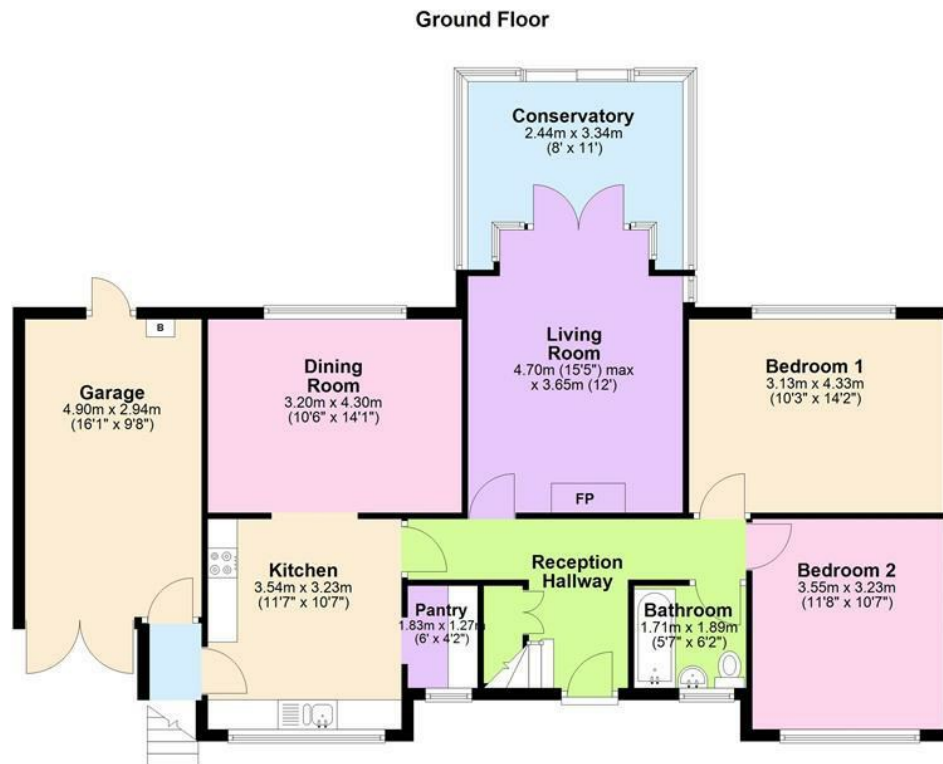 Ground Floor
Conservatory
2.44m x 3.34m
(8' x 11')
Living
Room
4.70m (15'5") max
x 3.65m (12')
FP
B
Garage
4.90m x 2.94m
(16'1" x 9'8")
Dining
Room
3.20m x 4.30m
(10'6" x 14'1")
Bedroom 1
3.13m x 4.33m
(10'3" x 14'2")
Kitchen
3.54m x 3.23m
(11'7" x 10'7")
Reception
Hallway
Pantry
1.83m x 1.27m
(6' x 4'2")
Bathroom
1.71m x 1.89m
(5'7" x 6'2")
Bedroom 2
3.55m x 3.23m
(11'8" x 10'7")